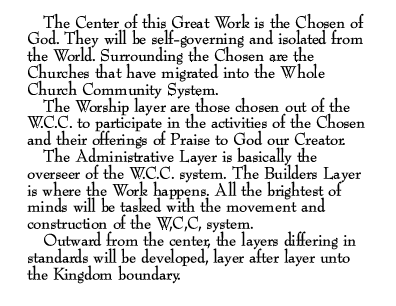 The Center of this Great Work is the Chosen of
God. They will be self-governing and isolated from
the World. Surrounding the Chosen are the
Churches that have migrated into the Whole
Church Community System.
The Worship layer are those chosen out of the
W.C.C. to participate in the activities of the Chosen
and their offerings of Praise to God our Creator.
The Administrative Layer is basically the
overseer of the W.C.C. system. The Builders Layer
is where the Work happens. All the brightest of
minds will be tasked with the movement and
construction of the W,C,C, system.
Outward from the center, the layers differing in
standards will be developed, layer after layer unto
the Kingdom boundary.